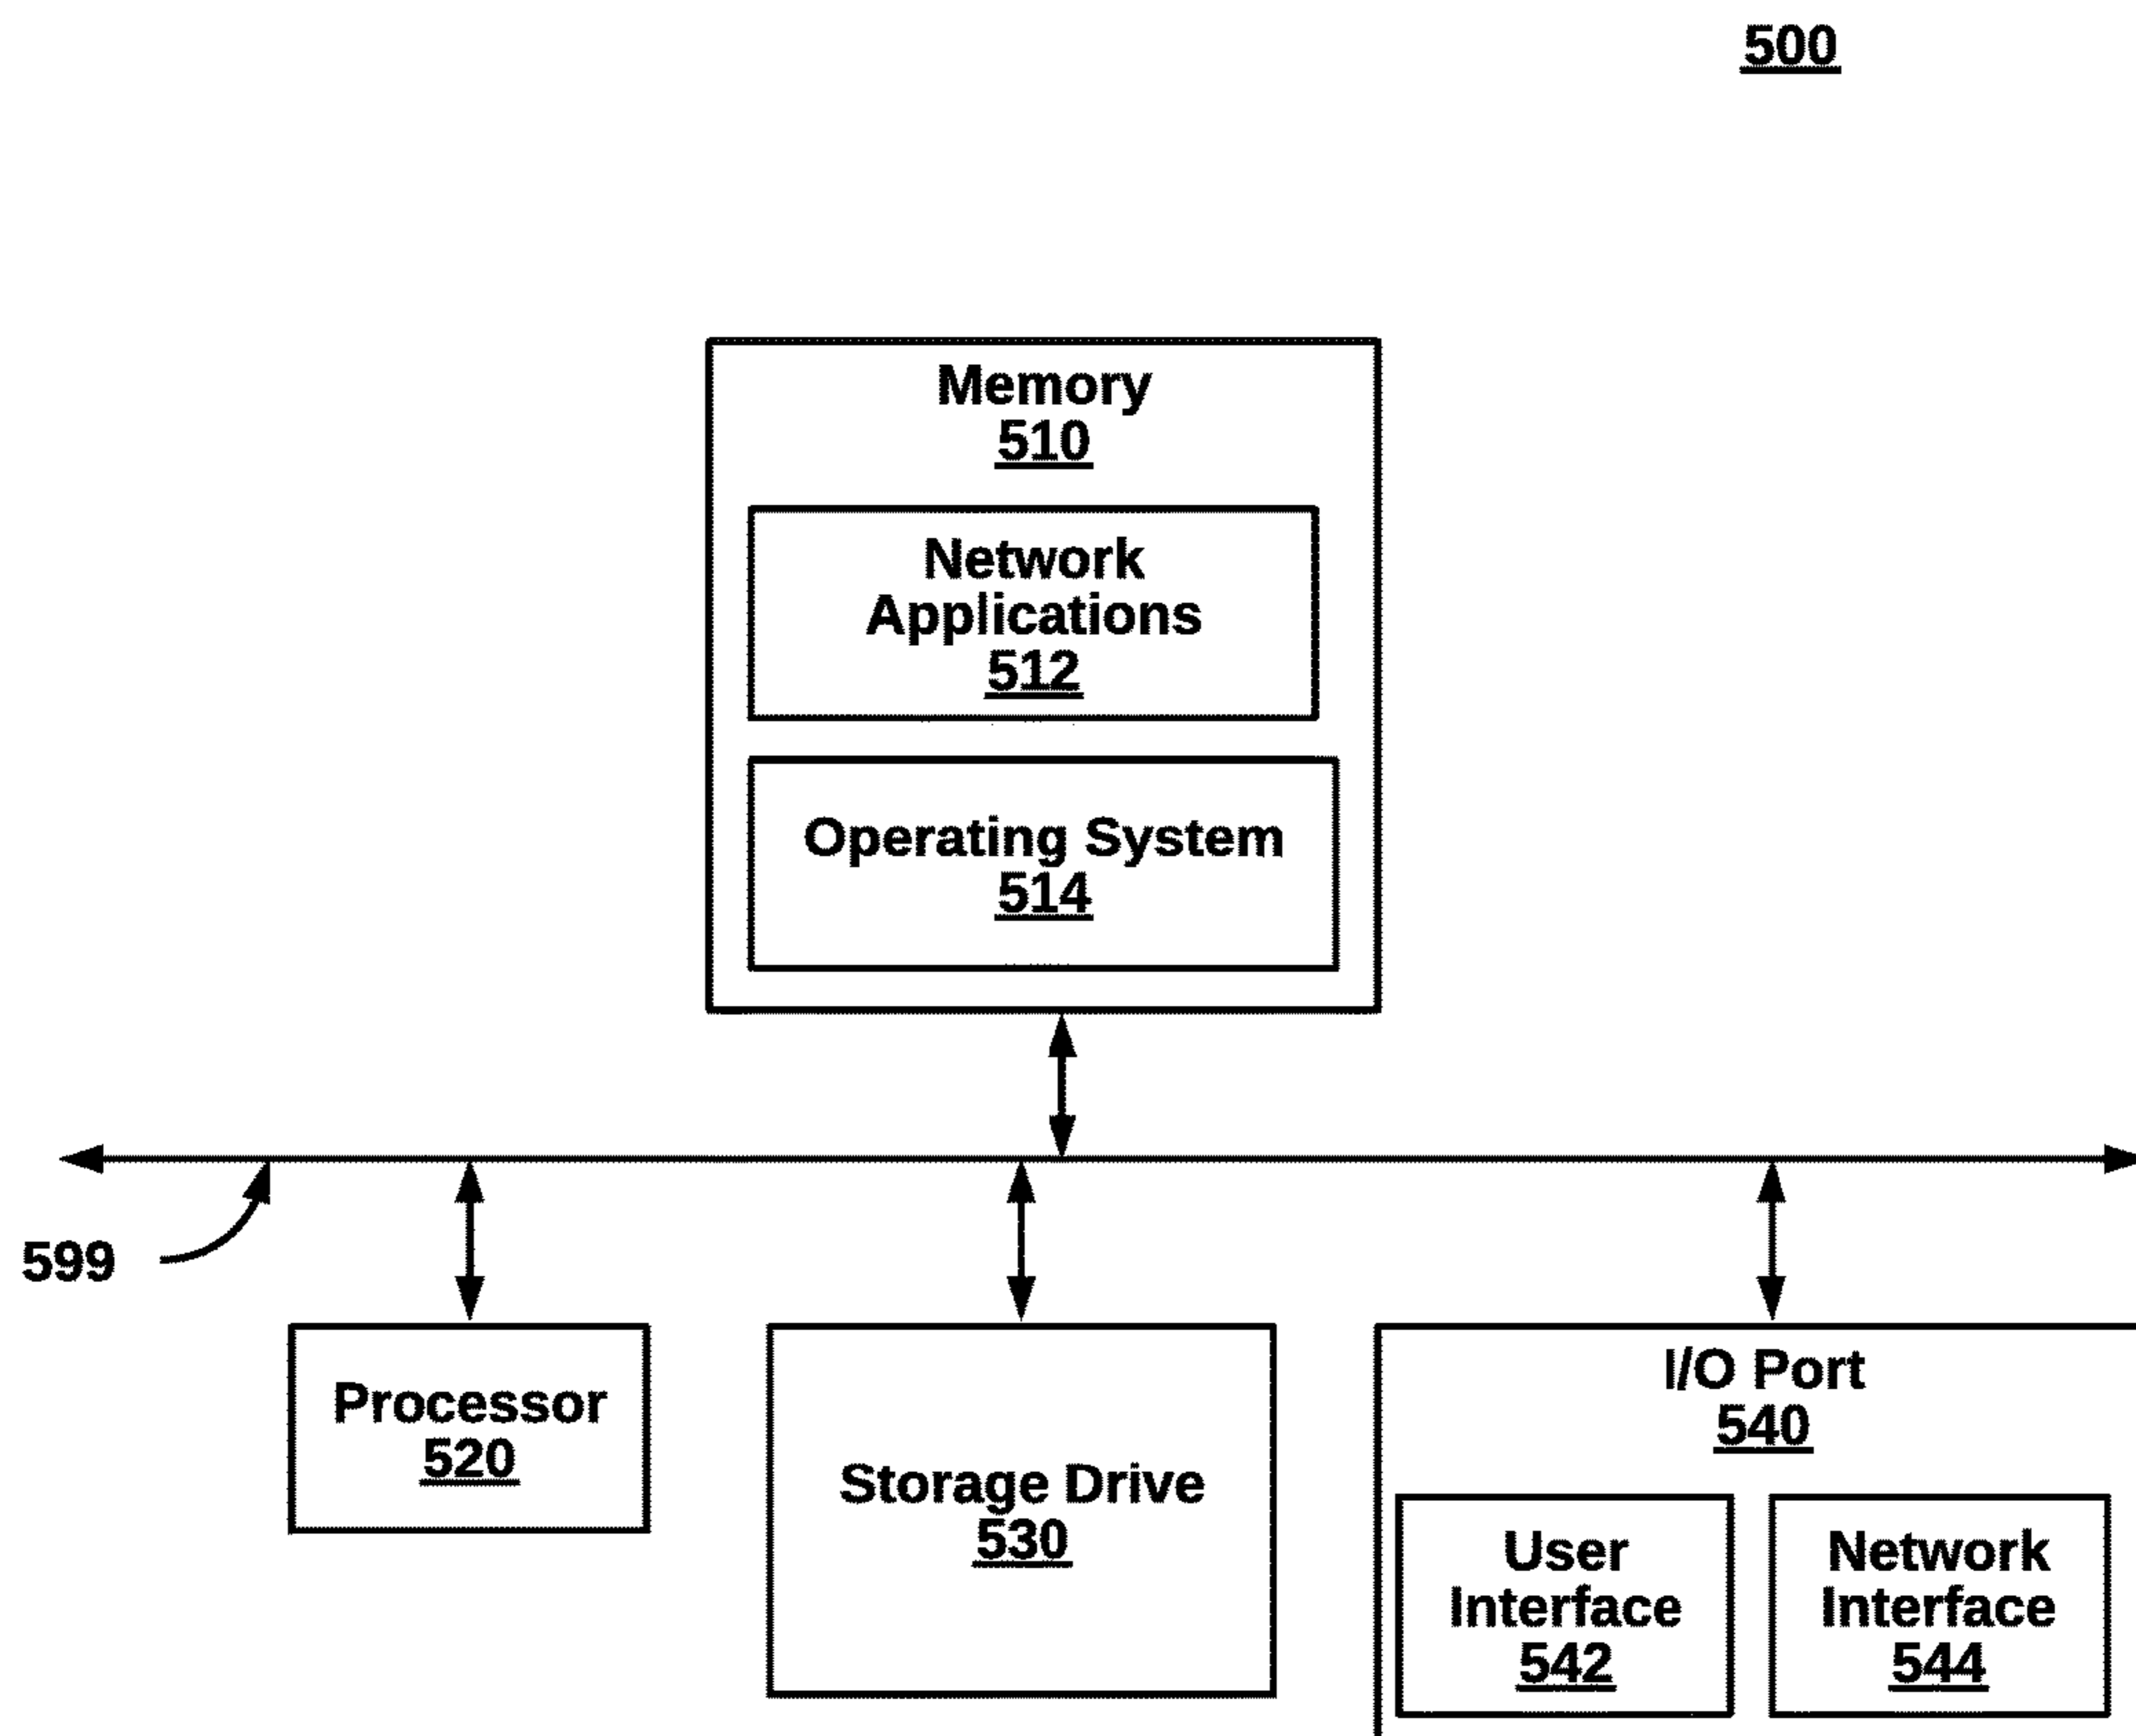 500
Memory
510
Network
Applications
512
Operating System
514
599
Processor
520
Storage Drive
530
I/O Port
540
User
Interface
542
Network
Interface
544